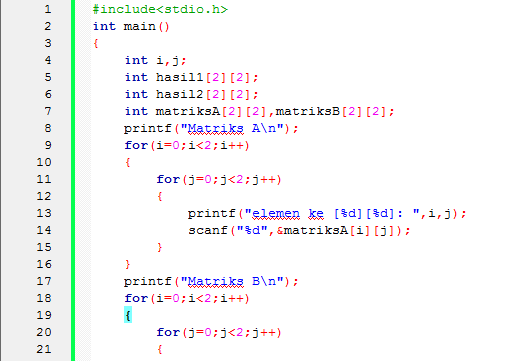 1 #include<stdio.h>
2 int main()
3 {
4     int i,j;
5     int hasil1[2][2];
6     int hasil2[2][2];
7     int matriksA[2][2],matriksB[2][2];
8     printf("Matriks A\n");
9     for(i=0;i<2;i++)
10     {
11         for(j=0;j<2;j++)
12         {
13             printf("elemen ke [%d][%d]: ",i,j);
14             scanf("%d",&matriksA[i][j]);
15         }
16     }
17     printf("Matriks B\n");
18     for(i=0;i<2;i++)
19     {
20         for(j=0;j<2;j++)
21         {